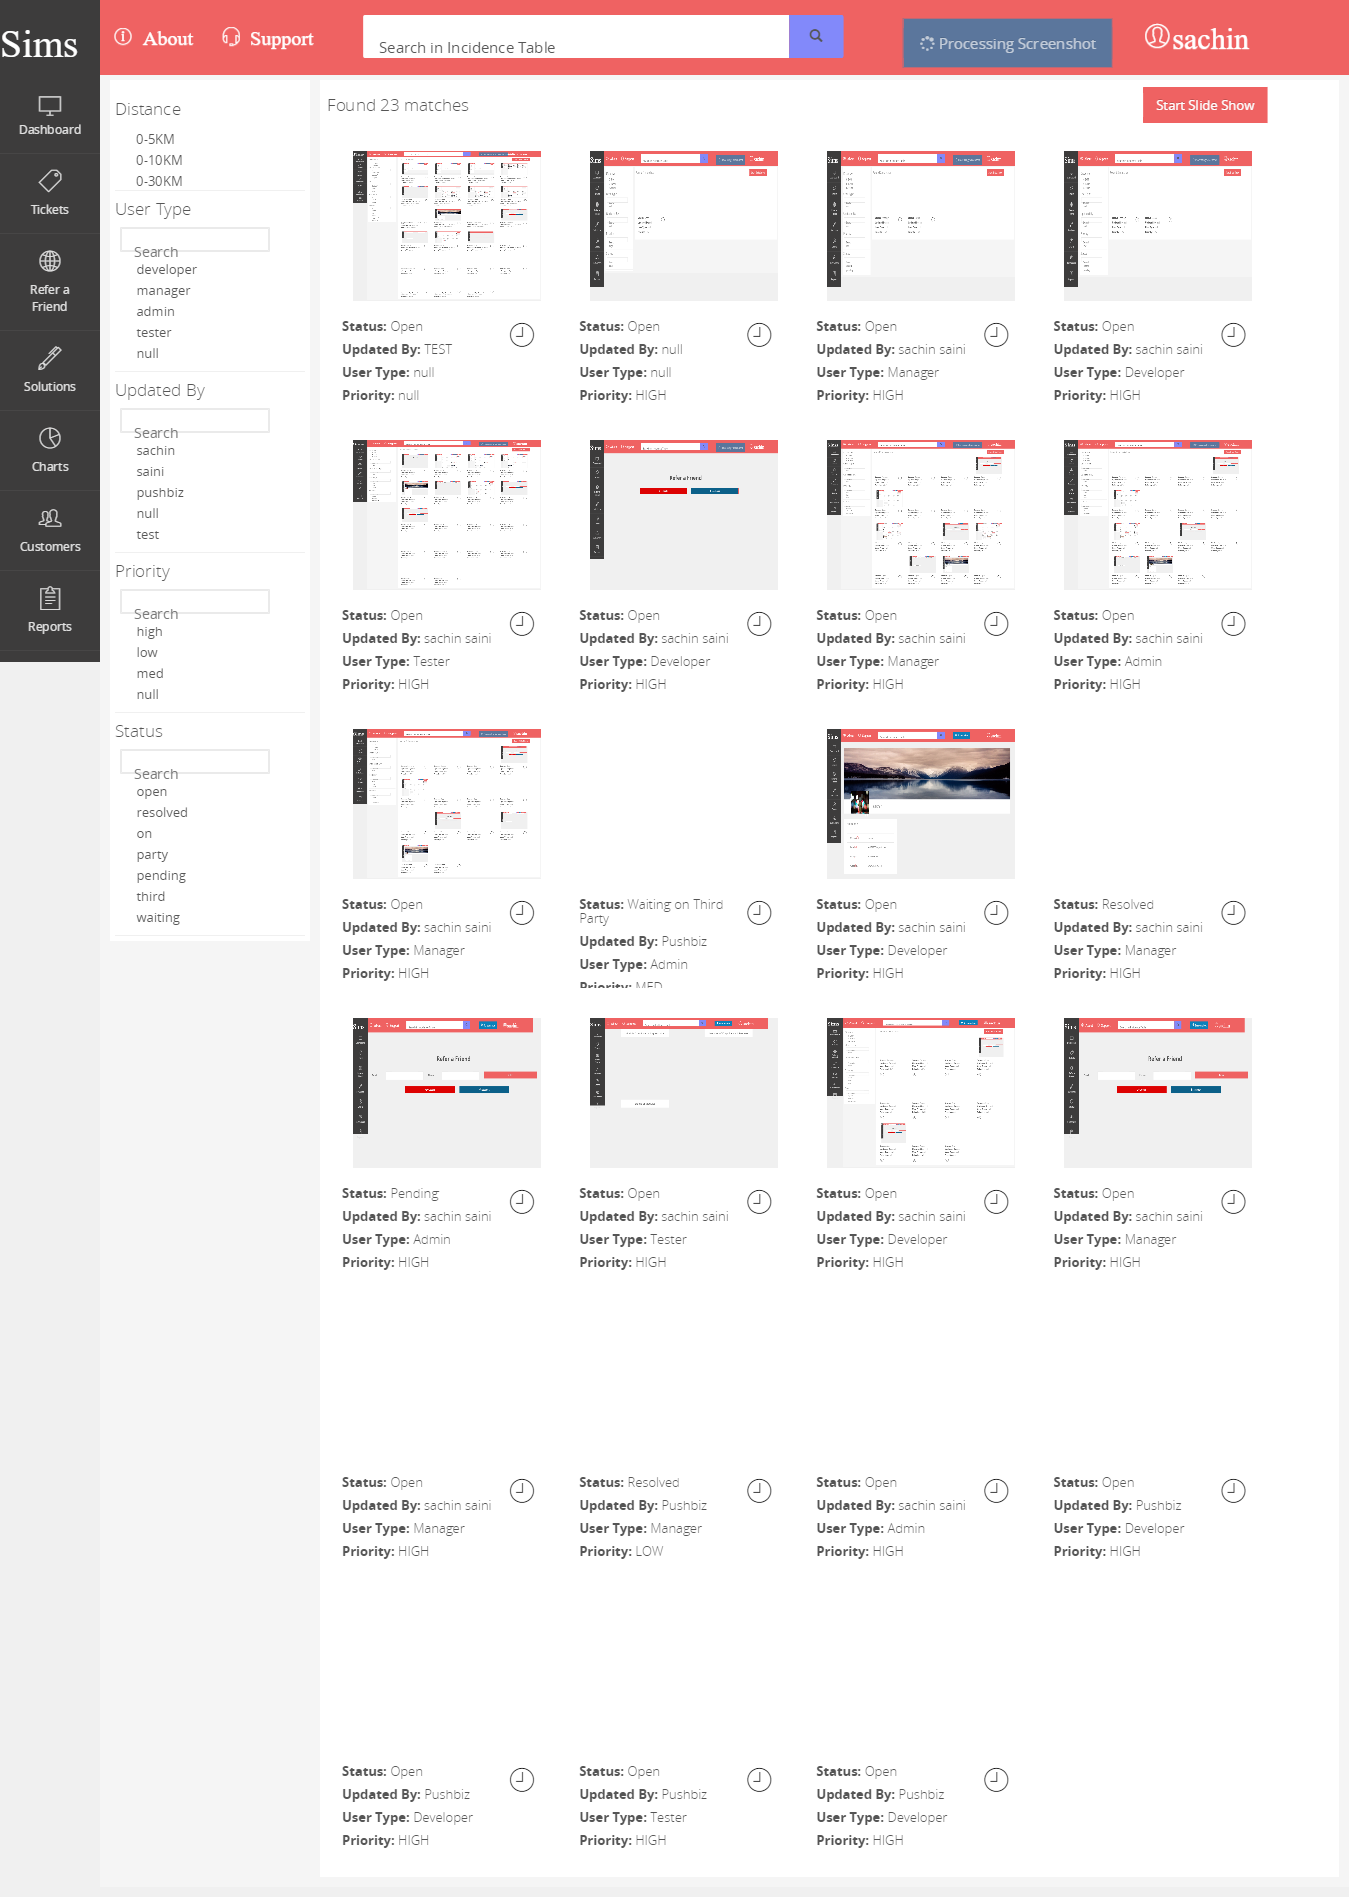 Sims
About
Support
Search in Incidence Table
Processing Screenshot
sachin
Dashboard
Tickets
Refer a
Friend
Solutions
Charts
Customers
Reports
Distance
0-5KM
0-10KM
0-30KM
User Type
Search
developer
manager
admin
tester
null
Updated By
Search
sachin
saini
pushbiz
null
test
Priority
Search
high
low
med
null
Status
Search
open
resolved
on
party
pending
third
waiting
Found 23 matches
Start Slide Show
Status: Open
Updated By: TEST
User Type: null
Priority: null
Status: Open
Updated By: null
User Type: null
Priority: HIGH
Status: Open
Updated By: sachin saini
User Type: Manager
Priority: HIGH
Status: Open
Updated By: sachin saini
User Type: Developer
Priority: HIGH
Status: Open
Updated By: sachin saini
User Type: Tester
Priority: HIGH
Refer a Friend
Status: Open
Updated By: sachin saini
User Type: Developer
Priority: HIGH
Status: Open
Updated By: sachin saini
User Type: Manager
Priority: HIGH
Status: Open
Updated By: sachin saini
User Type: Admin
Priority: HIGH
Status: Open
Updated By: sachin saini
User Type: Manager
Priority: HIGH
Status: Waiting on Third
Party
Updated By: Pushbiz
User Type: Admin
Priority: MED
Status: Open
Updated By: sachin saini
User Type: Developer
Priority: HIGH
Status: Resolved
Updated By: sachin saini
User Type: Manager
Priority: HIGH
Refer a Friend
Status: Pending
Updated By: sachin saini
User Type: Admin
Priority: HIGH
Status: Open
Updated By: sachin saini
User Type: Tester
Priority: HIGH
Status: Open
Updated By: sachin saini
User Type: Developer
Priority: HIGH
Refer a Friend
Status: Open
Updated By: sachin saini
User Type: Manager
Priority: HIGH
Status: Open
Updated By: sachin saini
User Type: Manager
Priority: HIGH
Status: Resolved
Updated By: Pushbiz
User Type: Manager
Priority: LOW
Status: Open
Updated By: sachin saini
User Type: Admin
Priority: HIGH
Status: Open
Updated By: Pushbiz
User Type: Developer
Priority: HIGH
Status: Open
Updated By: Pushbiz
User Type: Developer
Priority: HIGH
Status: Open
Updated By: Pushbiz
User Type: Tester
Priority: HIGH
Status: Open
Updated By: Pushbiz
User Type: Developer
Priority: HIGH